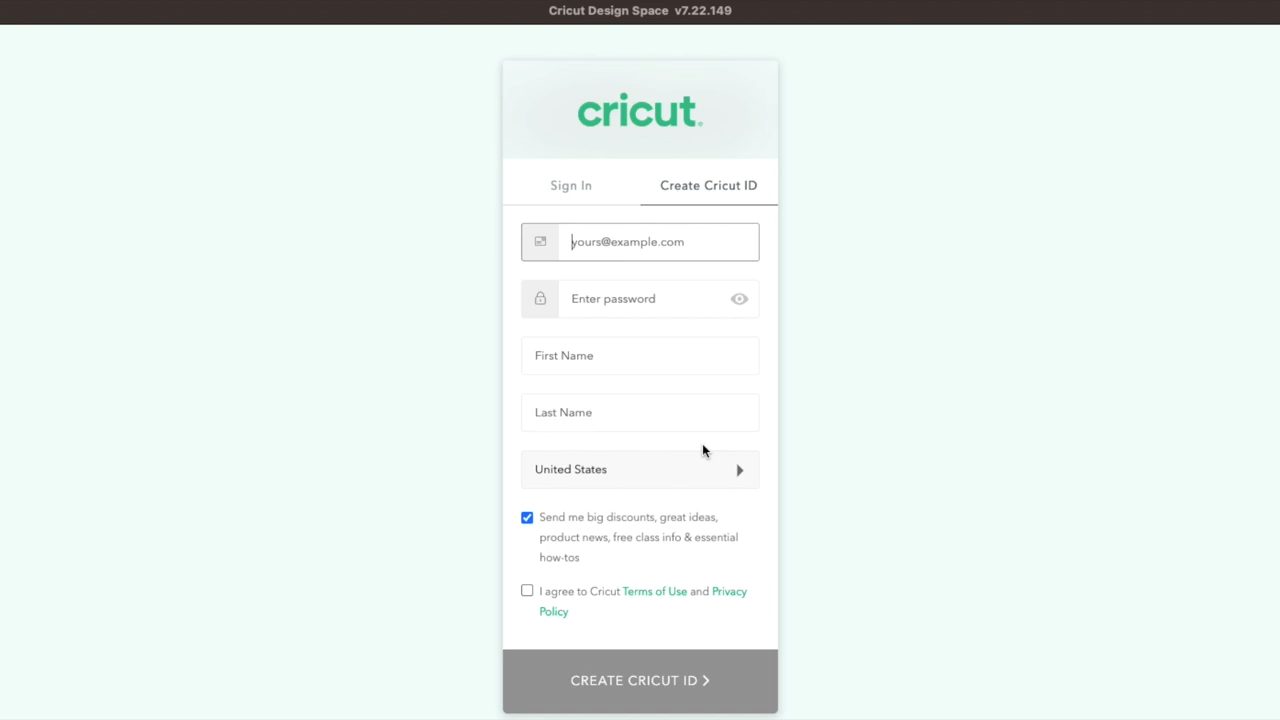 Cricut Design Space v7.22.149
cricut.
Sign In
Create Cricut ID
yours@example.com
Enter password
First Name
Last Name
United States
Send me big discounts, great ideas,
product news, free class info & essential
how-tos
I agree to Cricut Terms of Use and Privacy
Policy
CREATE CRICUT ID >